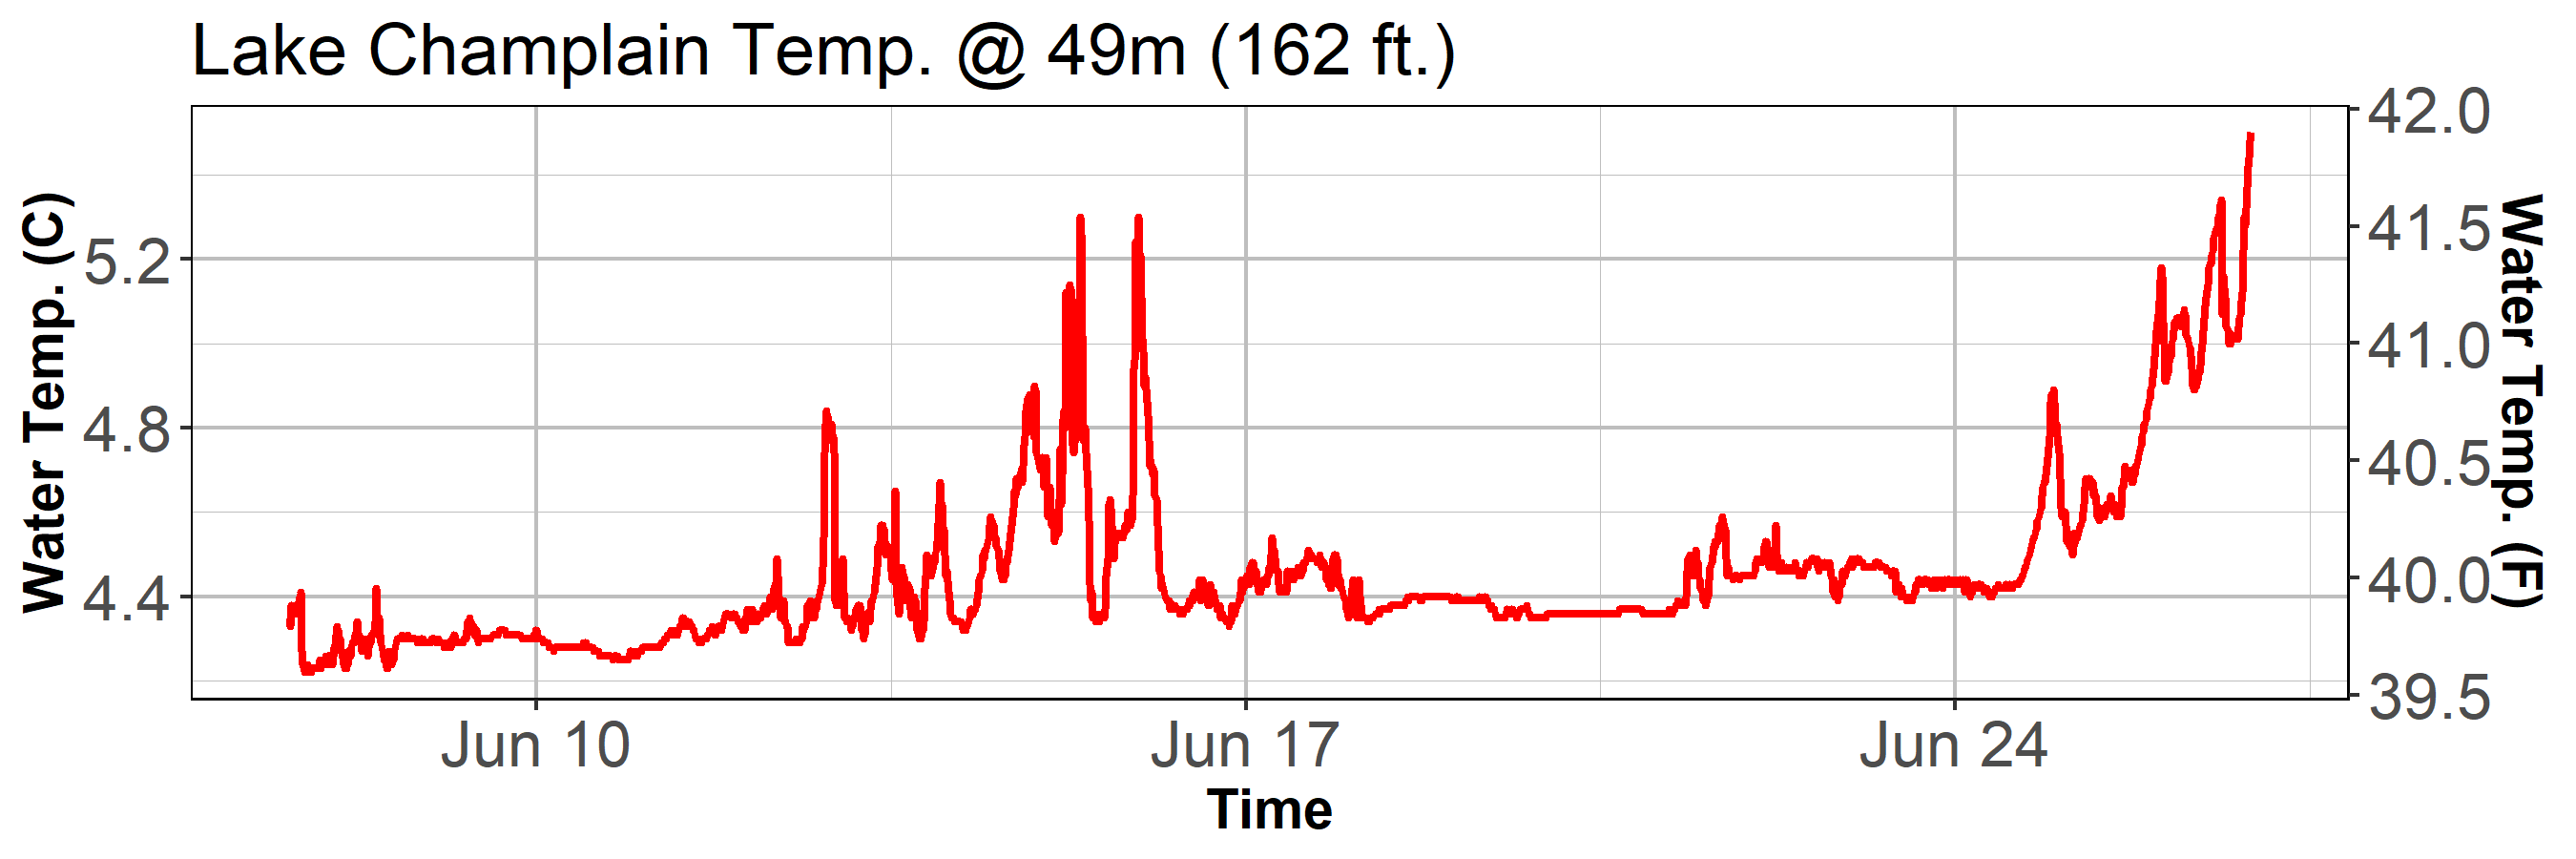 Lake Champlain Temp. @ 49m (162 ft.)
Water Temp. (C)
5.2
4.8
4.4
42.0
41.5
41.0
40.5
40.0
39.5
Water Temp. (F)
Jun 10
Jun 17
Jun 24
Time